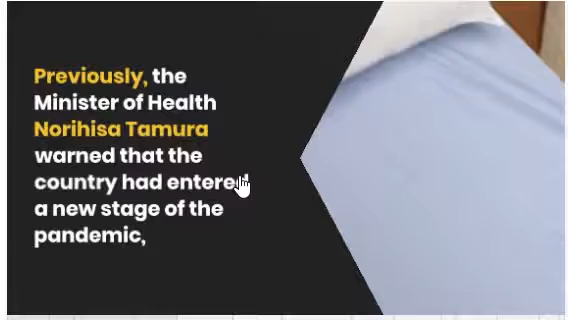 Previously, the
Minister of Health
Norihisa Tamura
warned that the
country had entered
a new stage of the
pandemic,